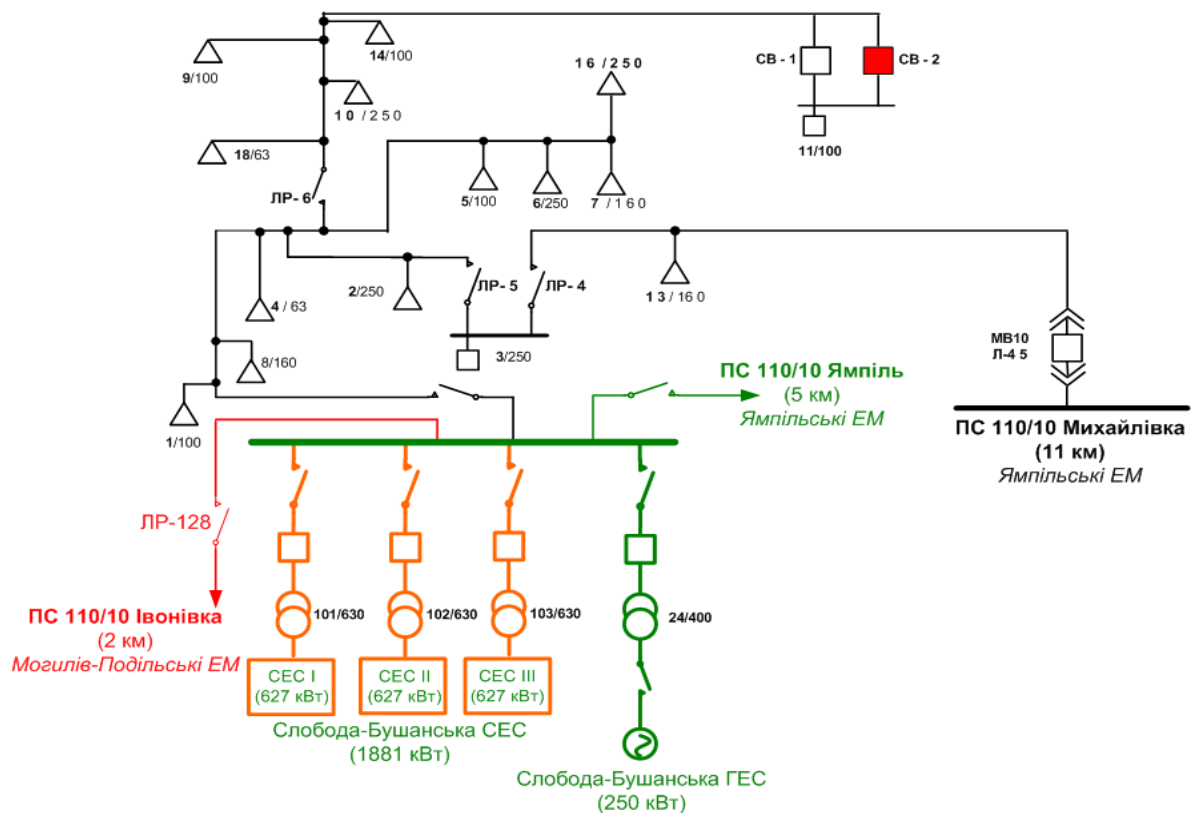 14/100
9/100
10/250
18/63
ЛР- 6
16/250
СВ - 1
СВ - 2
11/100
5/100
6/250
7/160
4/63
2/250
ЛР- 5
ЛР- 4
13/160
3/250
8/160
1/100
МВ10
Л-4 5
ПС 110/10 Ямпіль
(5 км)
Ямпільські ЕМ
ПС 110/10 Михайлівка
(11 км)
Ямпільські ЕМ
ЛР-128
ПС 110/10 Івонівка
(2 км)
Могилів-Подільські ЕМ
101/630
102/630
103/630
24/400
СЕС I
(627 кВт)
СЕС II
(627 кВт)
СЕС III
(627 кВт)
Слобода-Бушанська СЕС
(1881 кВт)
Слобода-Бушанська ГЕС
(250 кВт)